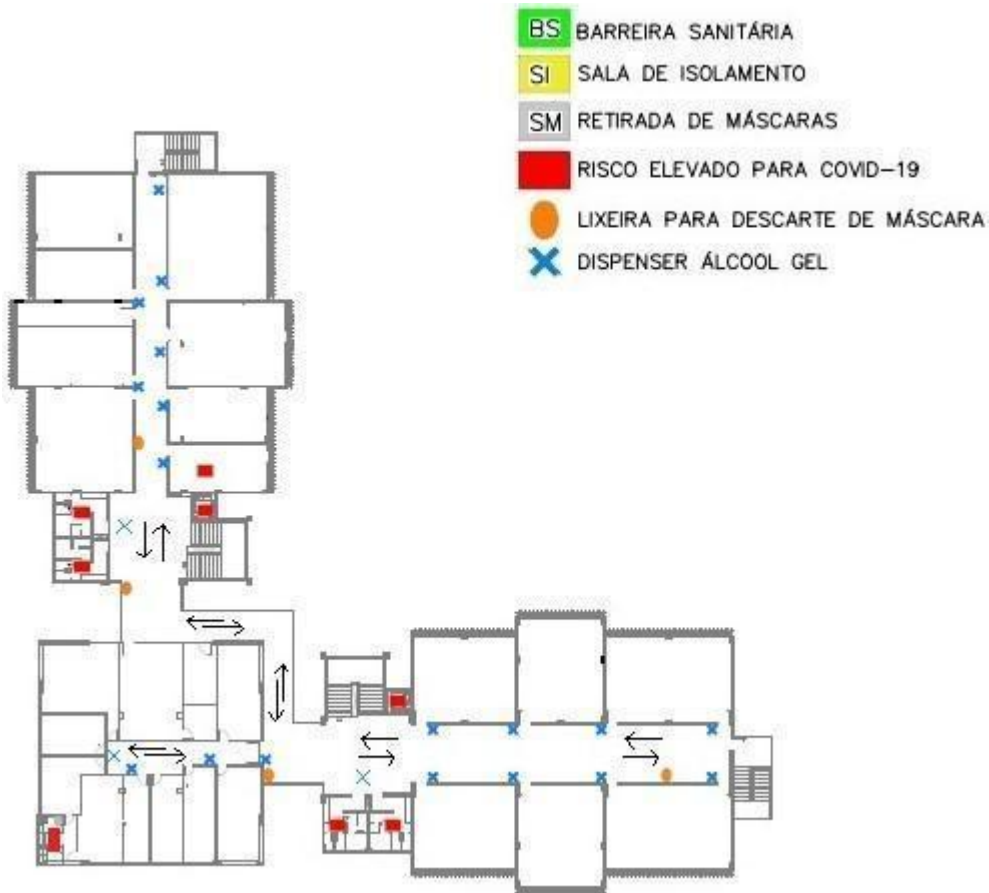 BS BARREIRA SANITÁRIA
SI SALA DE ISOLAMENTO
SM RETIRADA DE MÁSCARAS
RISCO ELEVADO PARA COVID-19
LIXEIRA PARA DESCARTE DE MÁSCARA
DISPENSER ÁLCOOL GEL